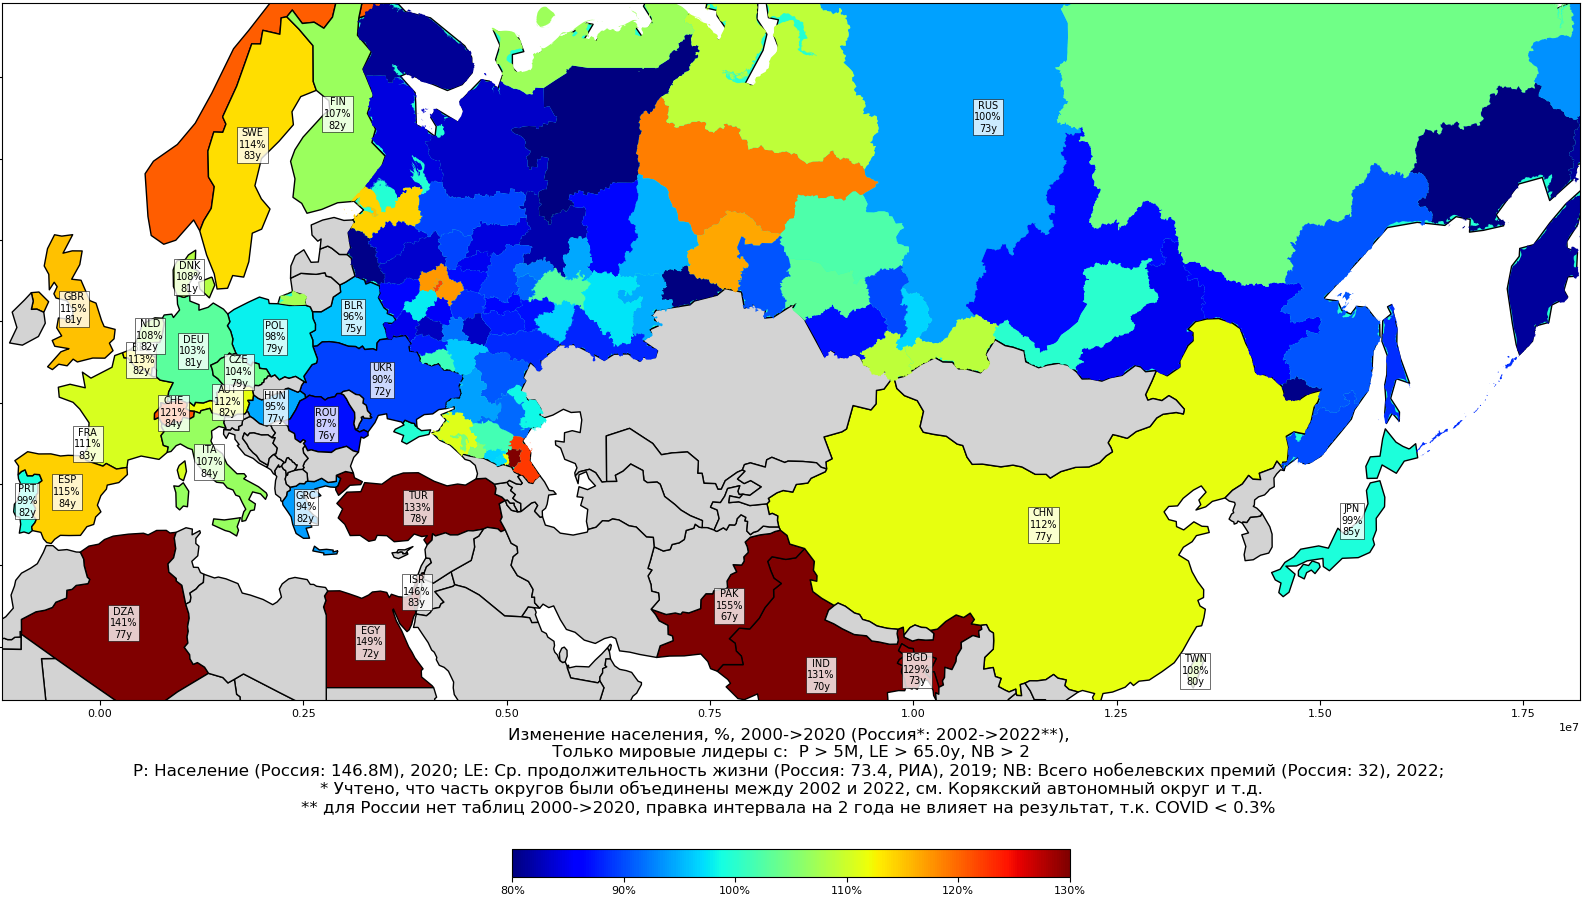 FIN
107%
82y
SWE
114%
83y
RUS
100%
73y
DNK
108%
81y
GBR
115%
81y
BLR
96%
75y
NLD
108%
82y
POL
98%
79y
DEU
103%
81y
113%
82y
CZE
104%
79y
UKR
90%
72y
112%
82y
CHE
121%
84y
HUN
95%
77y
ROU
87%
76y
FRA
111%
83y
ITA
107%
84y
PRT
99%
82y
ESP
115%
84y
GRC
94%
82y
TUR
133%
78y
CHN
112%
77y
JPN
99%
85y
ISR
146%
83y
PAK
155%
67y
DZA
141%
77y
EGY
149%
72y
IND
131%
70y
BGD
129%
73y
TWN
108%
80y
0.00 0.25 0.50 0.75 1.00 1.25 1.50 1.75
1e7
Изменение населения, %, 2000->2020 (Россия*: 2002->2022**),
Только мировые лидеры с:  P > 5M, LE > 65.0y, NB > 2
P: Население (Россия: 146.8M), 2020; LE: Ср. продолжительность жизни (Россия: 73.4, РИА), 2019; NB: Всего нобелевских премий (Россия: 32), 2022;
* Учтено, что часть округов были объединены между 2002 и 2022, см. Корякский автономный округ и т.д.
** для России нет таблиц 2000->2020, правка интервала на 2 года не влияет на результат, т.к. COVID < 0.3%
80% 90% 100% 110% 120% 130%